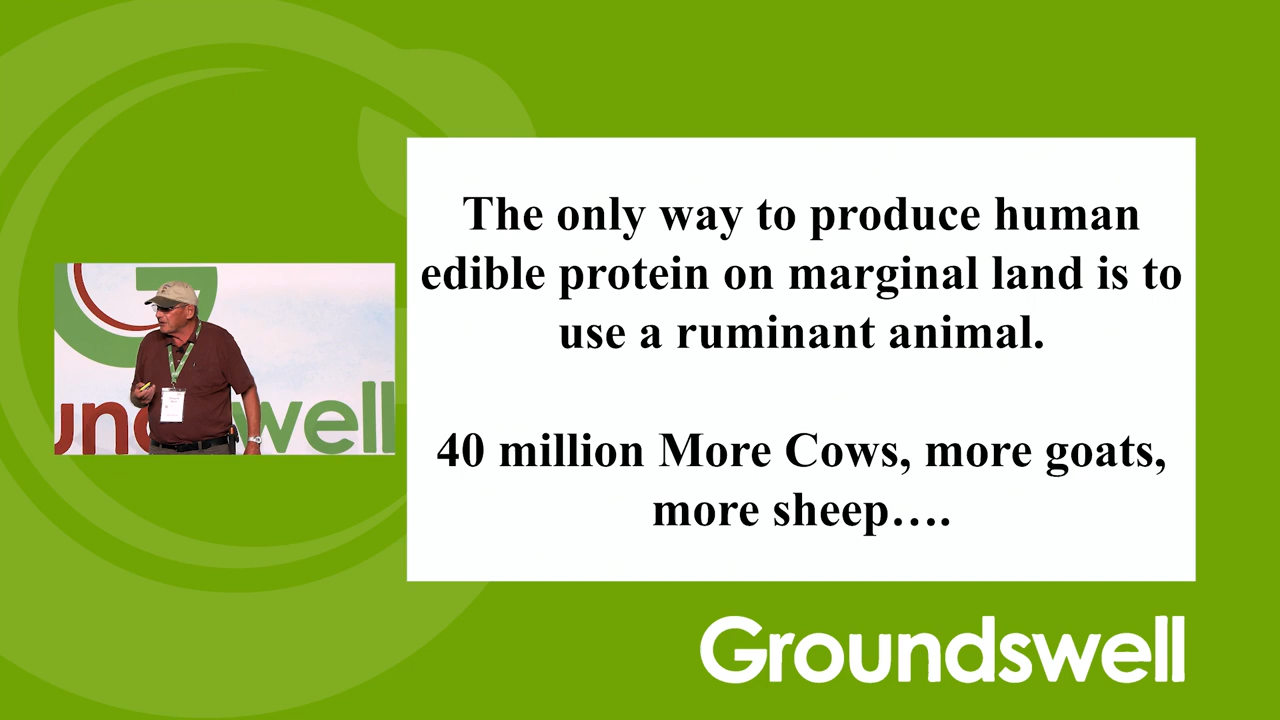 The only way to produce human
edible protein on marginal land is to
use a ruminant animal.
40 million More Cows, more goats,
more sheep….
undswell
Groundswell